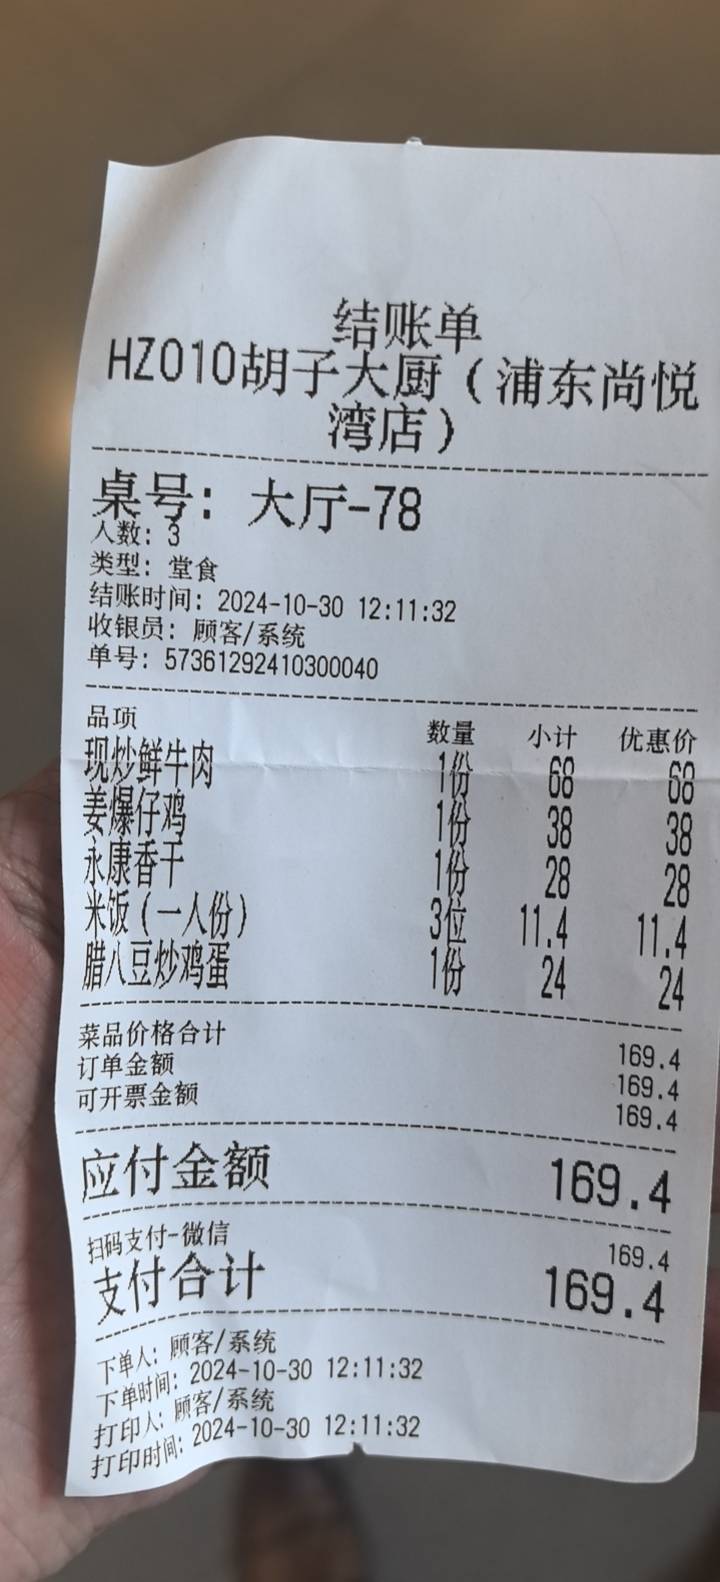 结账单
HZ010胡子大厨（浦东尚悦
湾店）
桌号：大厅-78
人数：3
类型：堂食
结账时间：2024-10-30 12:11:32
收银员：顾客/系统
单号：57361292410300040
品项 数量 小计 优惠价
现炒鲜牛肉 1份 68 68
姜爆仔鸡 1份 38 38
永康香干 1份 28 28
米饭（一人份） 3位 11.4 11.4
腊八豆炒鸡蛋 1份 24 24
菜品价格合计 169.4
订单金额 169.4
可开票金额 169.4
应付金额 169.4
扫码支付-微信 169.4
支付合计 169.4
下单人：顾客/系统
下单时间：2024-10-30 12:11:32
打印人：顾客/系统
打印时间：2024-10-30 12:11:32